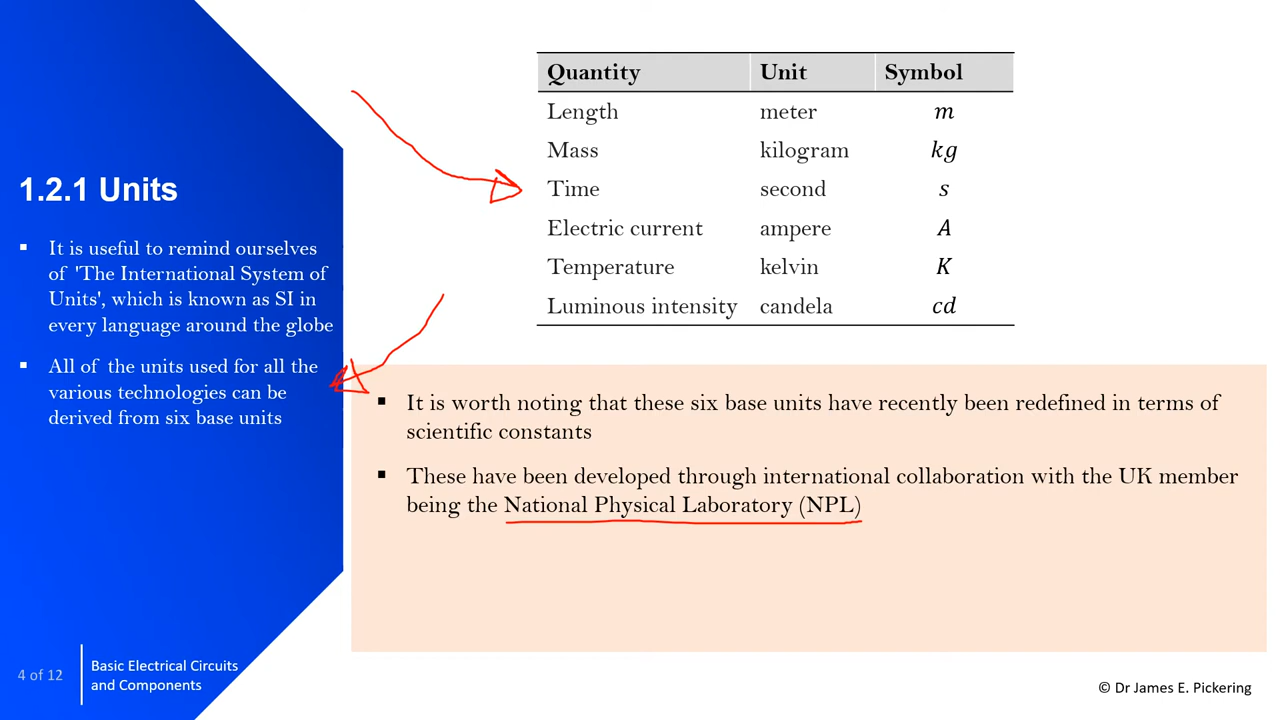 1.2.1 Units
▪ It is useful to remind ourselves
of 'The International System of
Units', which is known as SI in
every language around the globe
▪ All of the units used for all the
various technologies can be
derived from six base units
4 of 12
Basic Electrical Circuits
and Components
Quantity Unit Symbol
Length meter m
Mass kilogram kg
Time second s
Electric current ampere A
Temperature kelvin K
Luminous intensity candela cd
▪ It is worth noting that these six base units have recently been redefined in terms of
scientific constants
▪ These have been developed through international collaboration with the UK member
being the National Physical Laboratory (NPL)
© Dr James E. Pickering